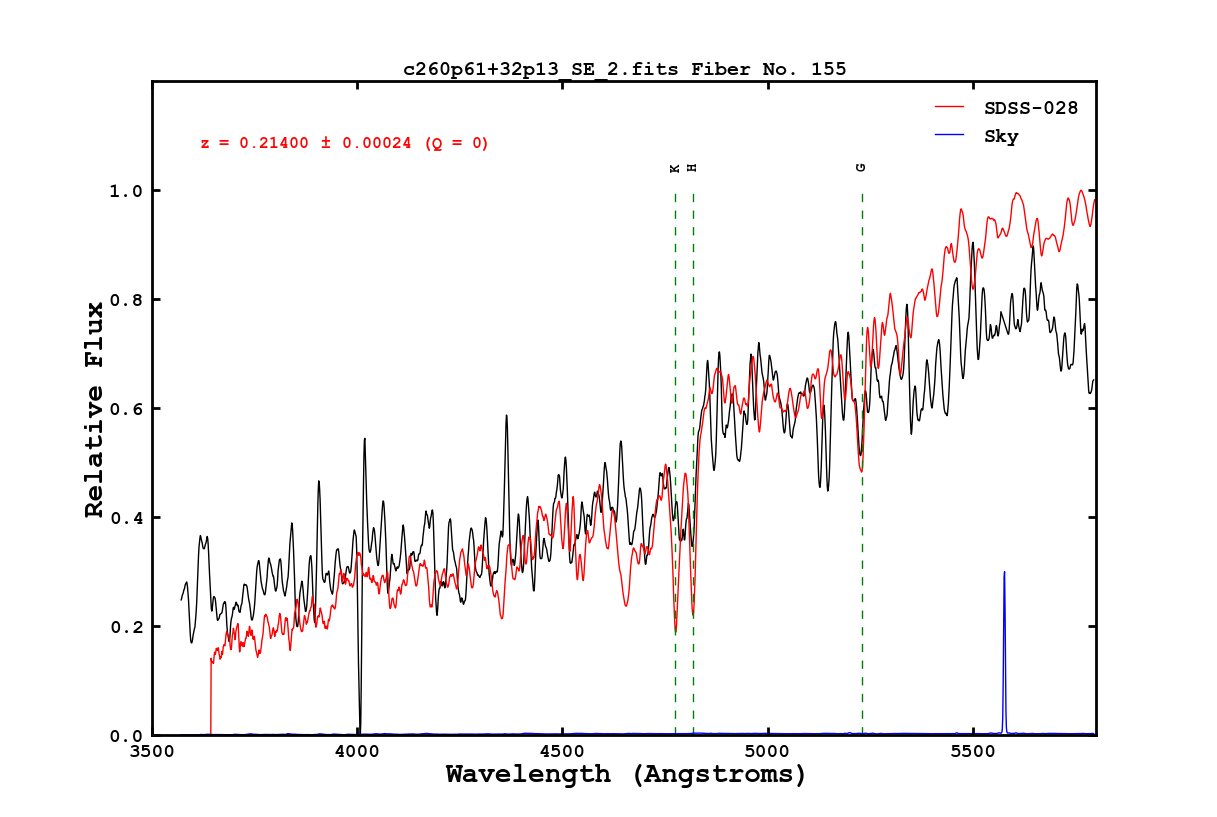 c260p61+32p13_SE_2.fits Fiber No. 155
SDSS-028
Sky
z = 0.21400 ± 0.00024 (Q = 0)
K H G
1.0
0.8
0.6
0.4
0.2
0.0
Relative Flux
3500 4000 4500 5000 5500
Wavelength (Angstroms)